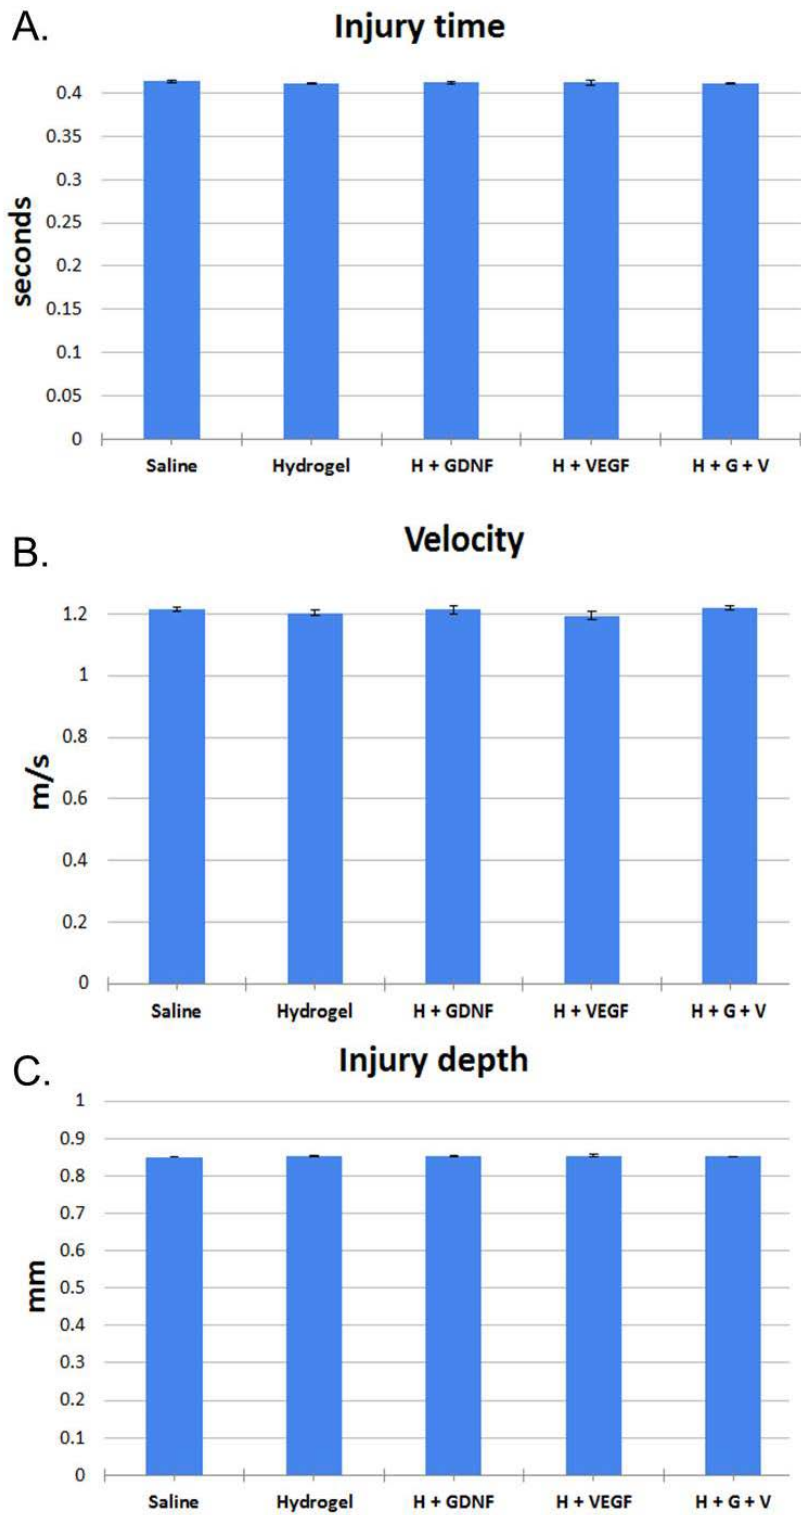 A.
Injury time
seconds
0.4
0.35
0.3
0.25
0.2
0.15
0.1
0.05
0
Saline Hydrogel H + GDNF H + VEGF H + G + V
B.
Velocity
m/s
1.2
1
0.8
0.6
0.4
0.2
0
Saline Hydrogel H + GDNF H + VEGF H + G + V
C.
Injury depth
mm
1
0.9
0.8
0.7
0.6
0.5
0.4
0.3
0.2
0.1
0
Saline Hydrogel H + GDNF H + VEGF H + G + V